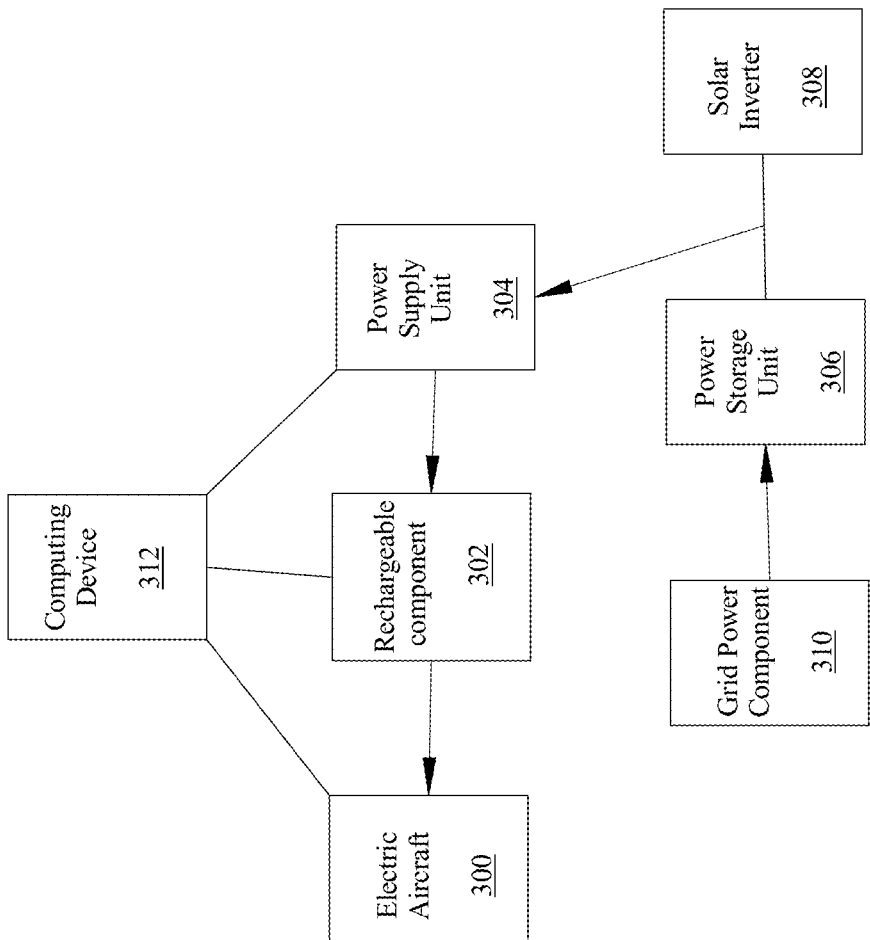 Computing
Device
312
Electric
Aircraft
300
Rechargeable
component
302
Power
Supply
Unit
304
Grid Power
Component
310
Power
Storage
Unit
306
Solar
Inverter
308